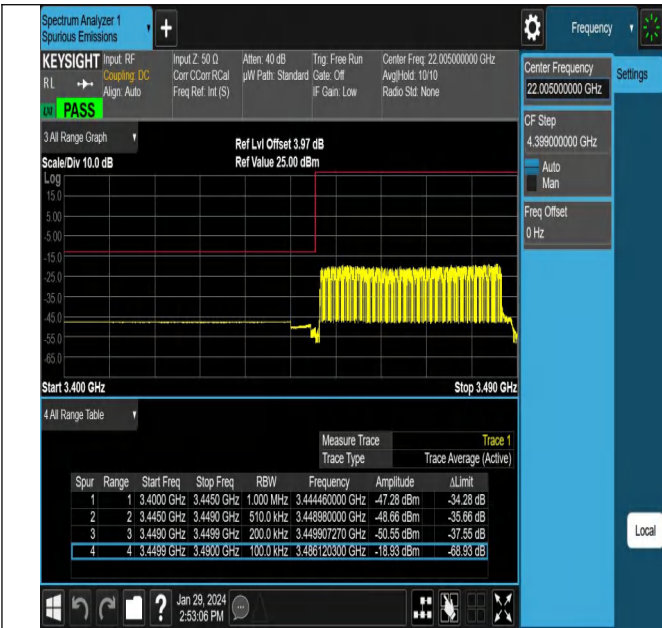 Spectrum Analyzer 1
Spurious Emissions
Frequency
KEYSIGHT
RL
PASS
Input: RF
Coupling: DC
Align: Auto
Input Z: 50 Ω
Corr CCorr RCal
Freq Ref: Int (S)
Atten: 40 dB
µW Path: Standard
Trig: Free Run
Gate: Off
IF Gain: Low
Center Freq: 22.005000000 GHz
Avg|Hold: 10/10
Radio Std: None
Center Frequency
22.005000000 GHz
Settings
CF Step
4.399000000 GHz
Auto
Man
Freq Offset
0 Hz
3 All Range Graph
Scale/Div 10.0 dB
Ref Lvl Offset 3.97 dB
Ref Value 25.00 dBm
Log
15.0
5.00
-5.00
-15.0
-25.0
-35.0
-45.0
-55.0
-65.0
Start 3.400 GHz
Stop 3.490 GHz
4 All Range Table
Measure Trace Trace 1
Trace Type Trace Average (Active)
Spur Range Start Freq Stop Freq RBW Frequency Amplitude ΔLimit
1 1 3.4000 GHz 3.4450 GHz 1.000 MHz 3.444460000 GHz -47.28 dBm -34.28 dB
2 2 3.4450 GHz 3.4490 GHz 510.0 kHz 3.448980000 GHz -48.66 dBm -35.66 dB
3 3 3.4490 GHz 3.4499 GHz 200.0 kHz 3.449907270 GHz -50.55 dBm -37.55 dB
4 4 3.4499 GHz 3.4900 GHz 100.0 kHz 3.486120300 GHz -18.93 dBm -68.93 dB
Local
Jan 29, 2024
2:53:06 PM